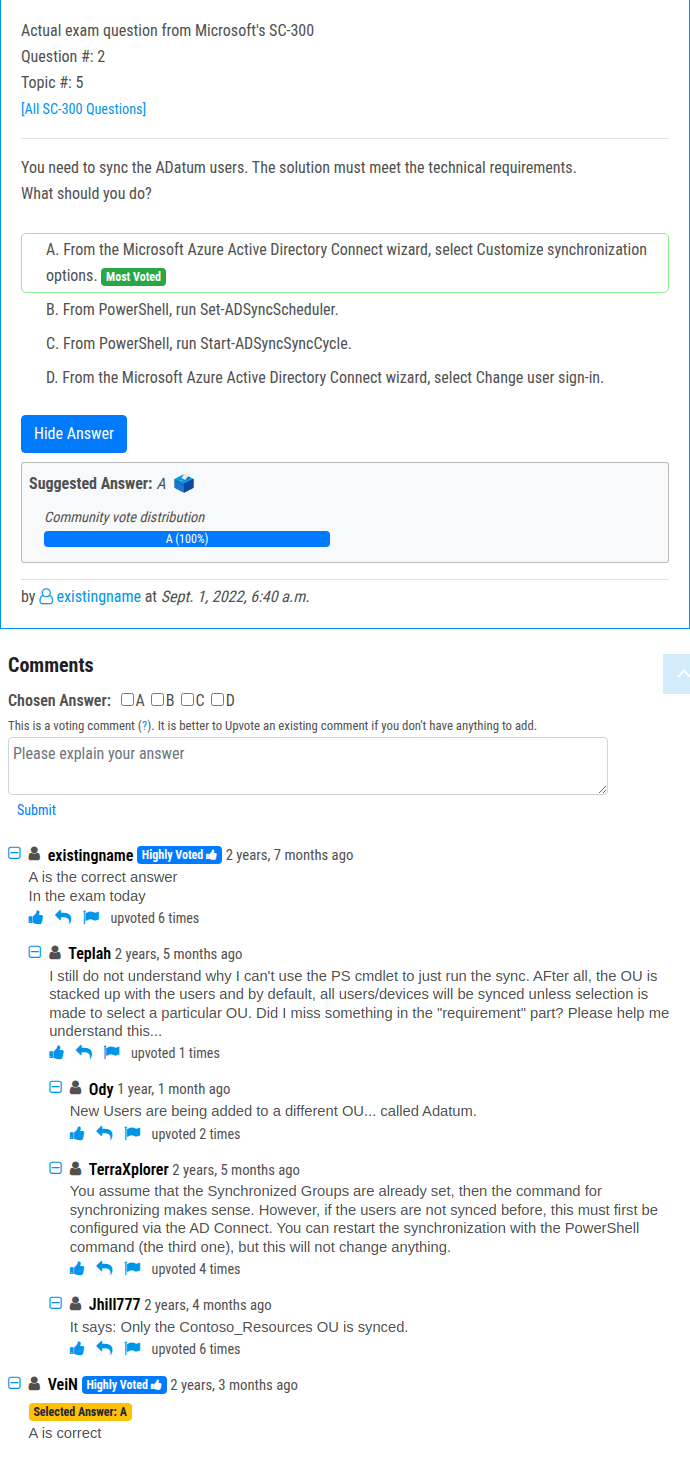 Actual exam question from Microsoft's SC-300
Question #: 2
Topic #: 5
[All SC-300 Questions]
You need to sync the ADatum users. The solution must meet the technical requirements.
What should you do?
A. From the Microsoft Azure Active Directory Connect wizard, select Customize synchronization
options. Most Voted
B. From PowerShell, run Set-ADSyncScheduler.
C. From PowerShell, run Start-ADSyncSyncCycle.
D. From the Microsoft Azure Active Directory Connect wizard, select Change user sign-in.
Hide Answer
Suggested Answer: A
Community vote distribution
A (100%)
by existingname at Sept. 1, 2022, 6:40 a.m.
Comments
Chosen Answer: A B C D
This is a voting comment (?). It is better to Upvote an existing comment if you don't have anything to add.
Please explain your answer
Submit
existingname Highly Voted 2 years, 7 months ago
A is the correct answer
In the exam today
upvoted 6 times
Teplah 2 years, 5 months ago
I still do not understand why I can't use the PS cmdlet to just run the sync. AFter all, the OU is
stacked up with the users and by default, all users/devices will be synced unless selection is
made to select a particular OU. Did I miss something in the "requirement" part? Please help me
understand this...
upvoted 1 times
Ody 1 year, 1 month ago
New Users are being added to a different OU... called Adatum.
upvoted 2 times
TerraXplorer 2 years, 5 months ago
You assume that the Synchronized Groups are already set, then the command for
synchronizing makes sense. However, if the users are not synced before, this must first be
configured via the AD Connect. You can restart the synchronization with the PowerShell
command (the third one), but this will not change anything.
upvoted 4 times
Jhill777 2 years, 4 months ago
It says: Only the Contoso_Resources OU is synced.
upvoted 6 times
VeiN Highly Voted 2 years, 3 months ago
Selected Answer: A
A is correct